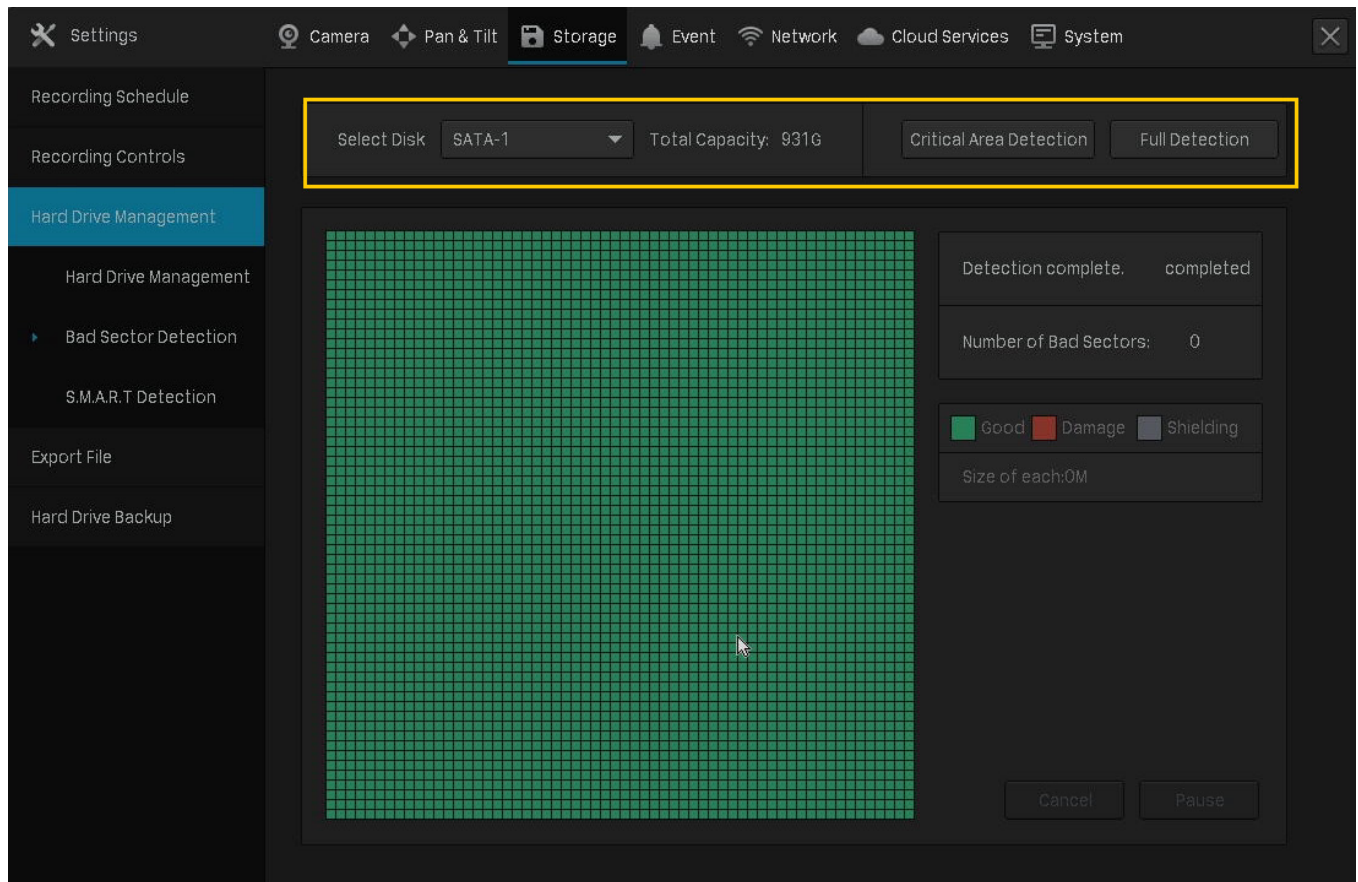 Settings
Camera
Pan & Tilt
Storage
Event
Network
Cloud Services
System
Recording Schedule
Recording Controls
Hard Drive Management
Hard Drive Management
Bad Sector Detection
S.M.A.R.T Detection
Export File
Hard Drive Backup
Select Disk SATA-1 Total Capacity: 931G Critical Area Detection Full Detection
Detection complete. completed
Number of Bad Sectors: 0
Good Damage Shielding
Size of each:0M
Cancel Pause